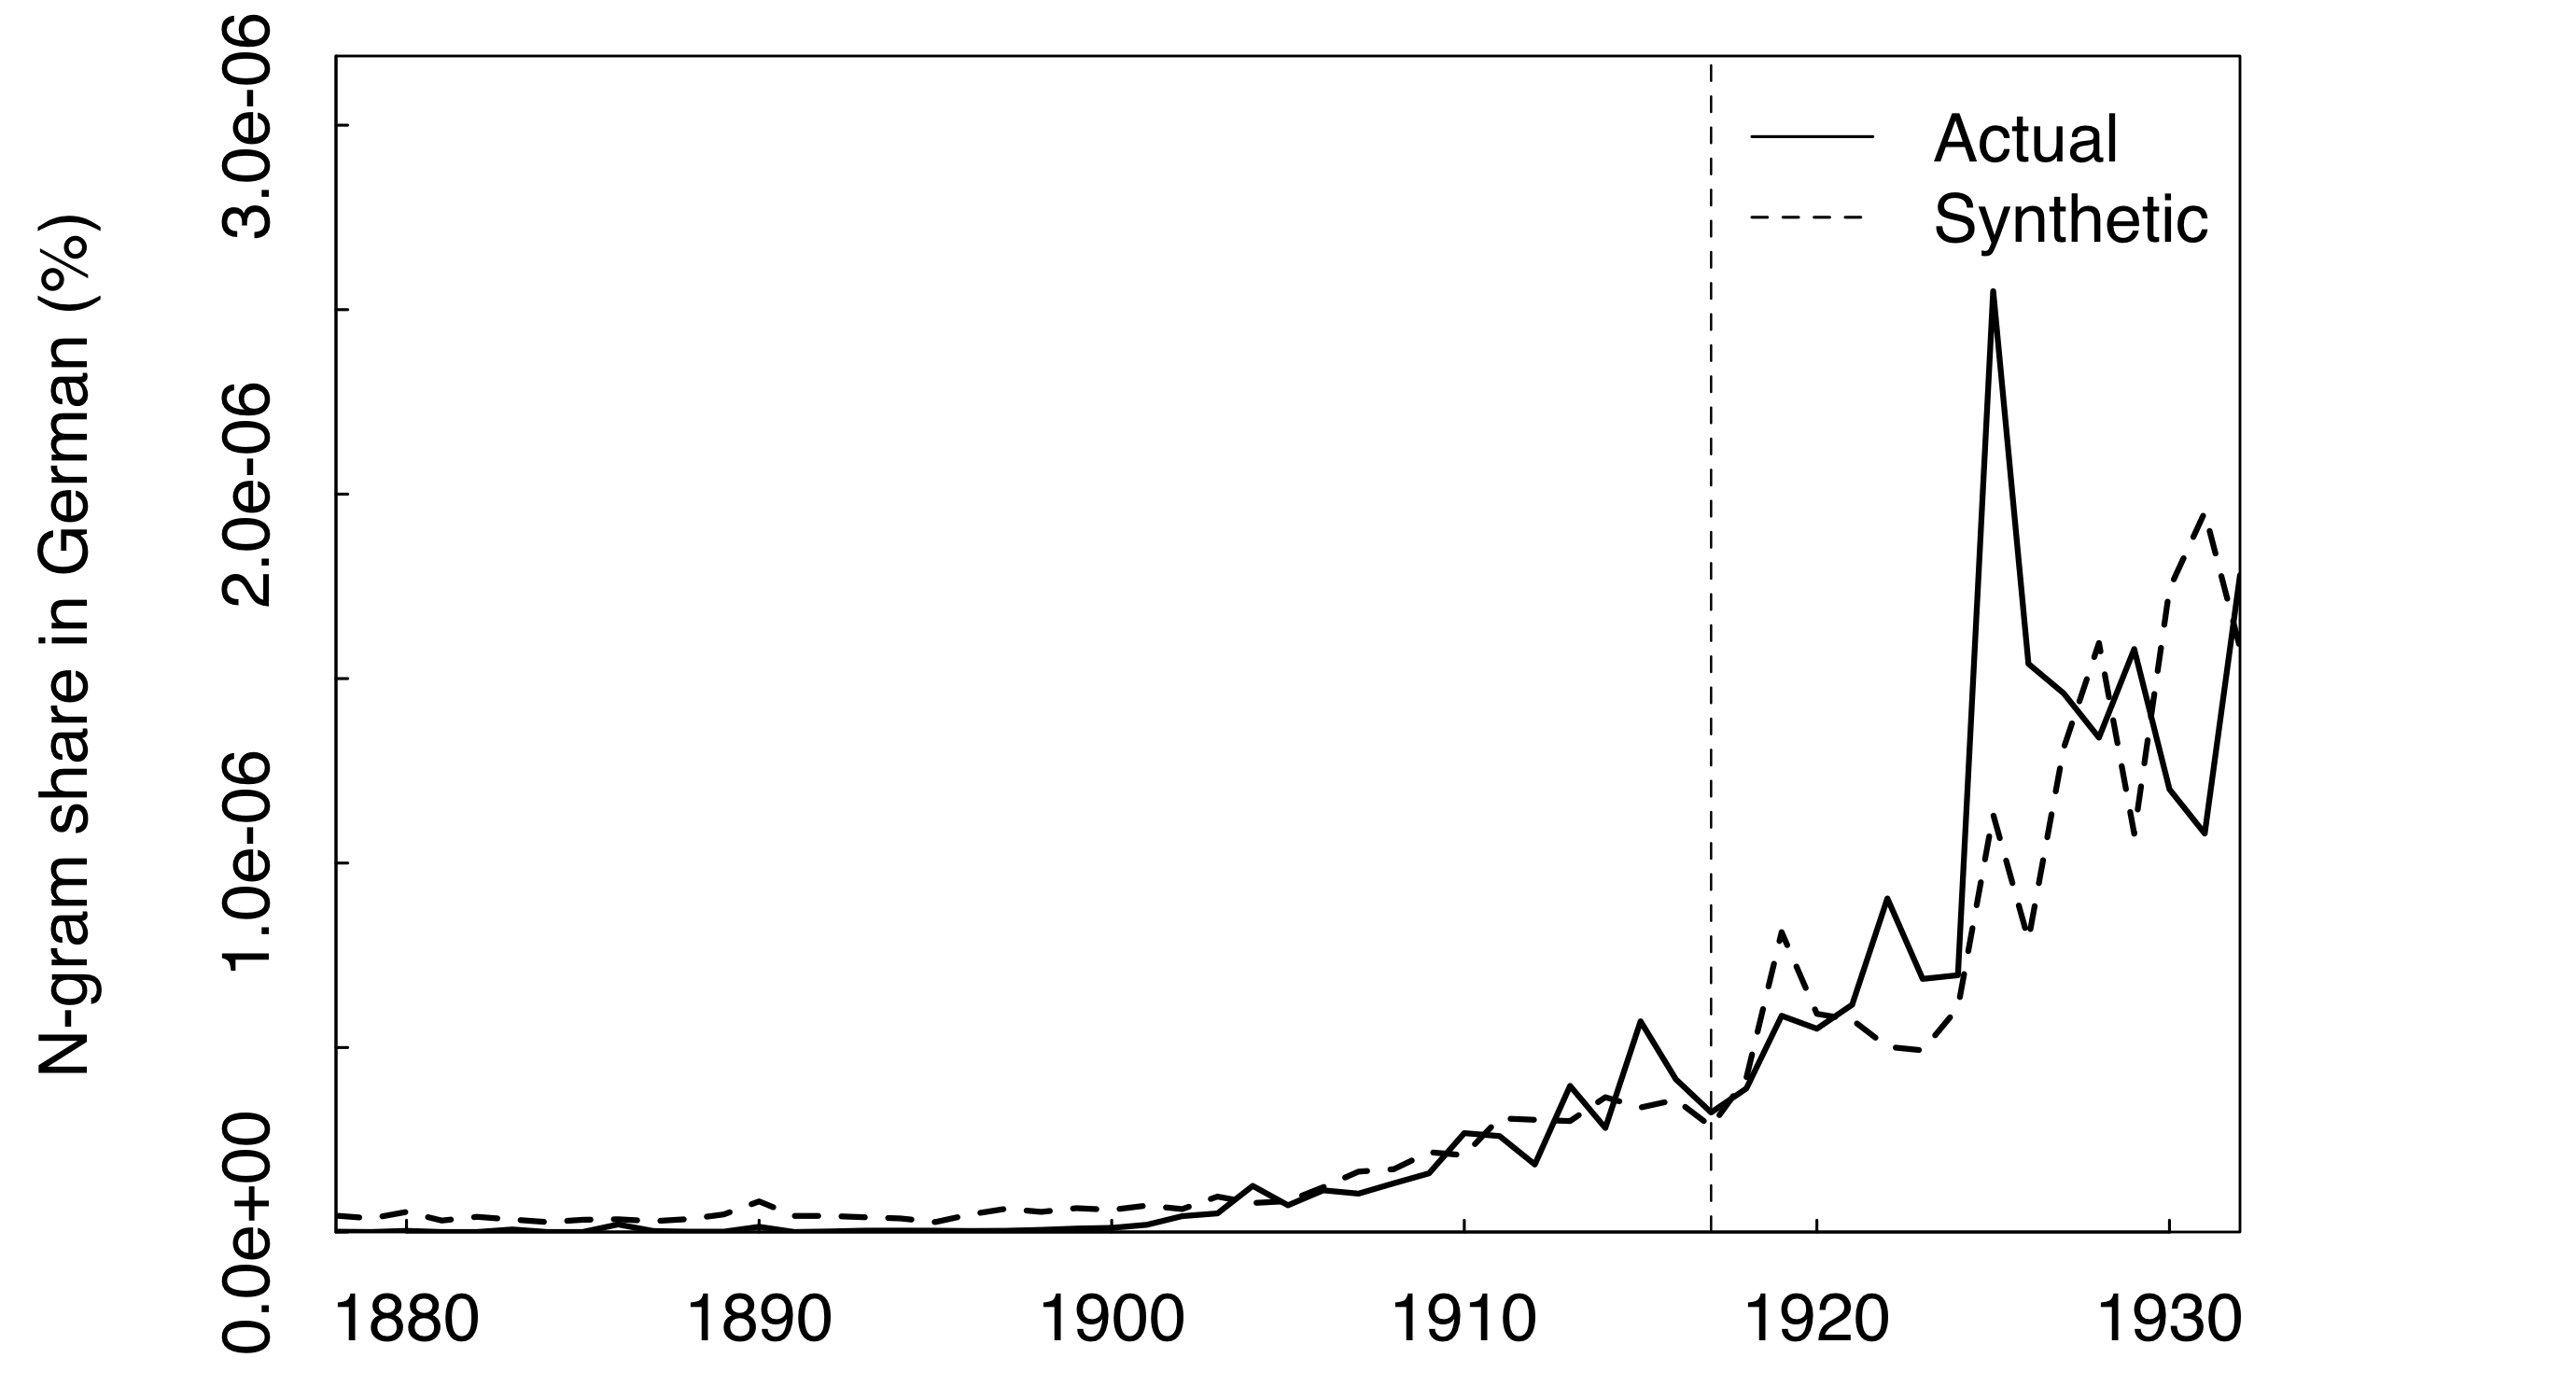 N-gram share in German (%)
3.0e-06
2.0e-06
1.0e-06
0.0e+00
Actual
Synthetic
1880 1890 1900 1910 1920 1930